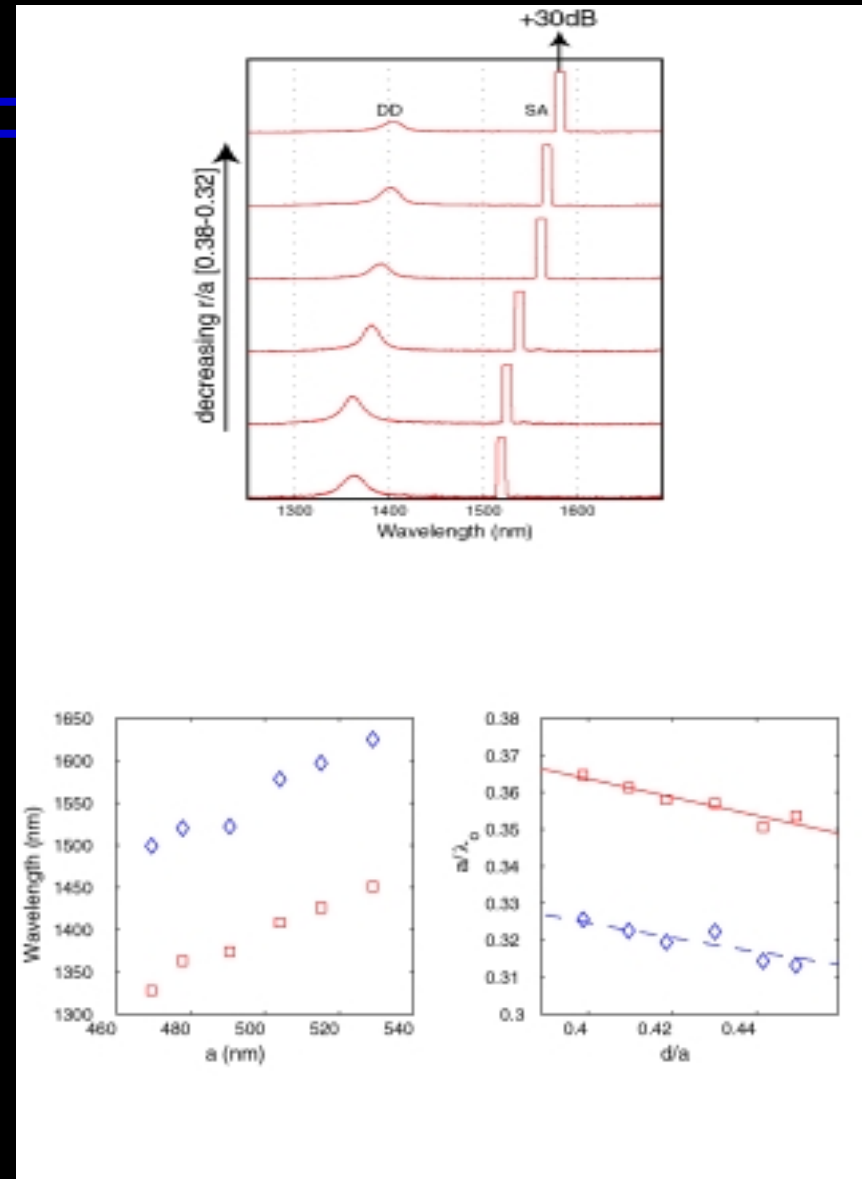 +30dB
DD
SA
decreasing r/a [0.38-0.32]
1300 1400 1500 1600
Wavelength (nm)
1650
1600
1550
1500
1450
1400
1350
1300
Wavelength (nm)
460 480 500 520 540
a (nm)
0.38
0.37
0.36
0.35
0.34
0.33
0.32
0.31
0.3
a/λo
0.4 0.42 0.44
d/a